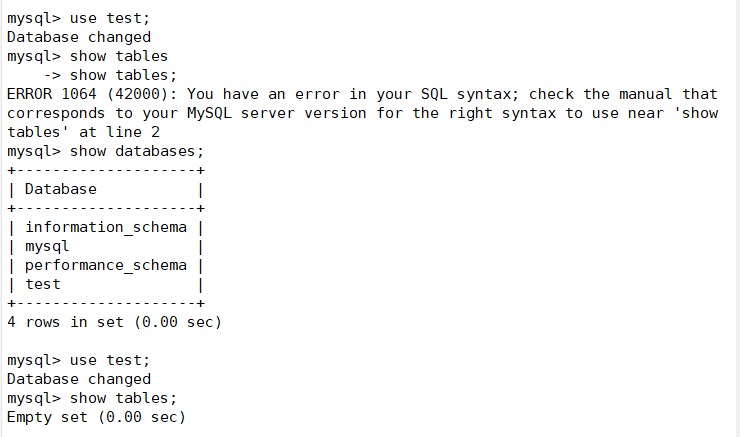 mysql> use test;
Database changed
mysql> show tables
    -> show tables;
ERROR 1064 (42000): You have an error in your SQL syntax; check the manual that
corresponds to your MySQL server version for the right syntax to use near 'show
tables' at line 2
mysql> show databases;
+--------------------+
| Database           |
+--------------------+
| information_schema |
| mysql              |
| performance_schema |
| test               |
+--------------------+
4 rows in set (0.00 sec)

mysql> use test;
Database changed
mysql> show tables;
Empty set (0.00 sec)